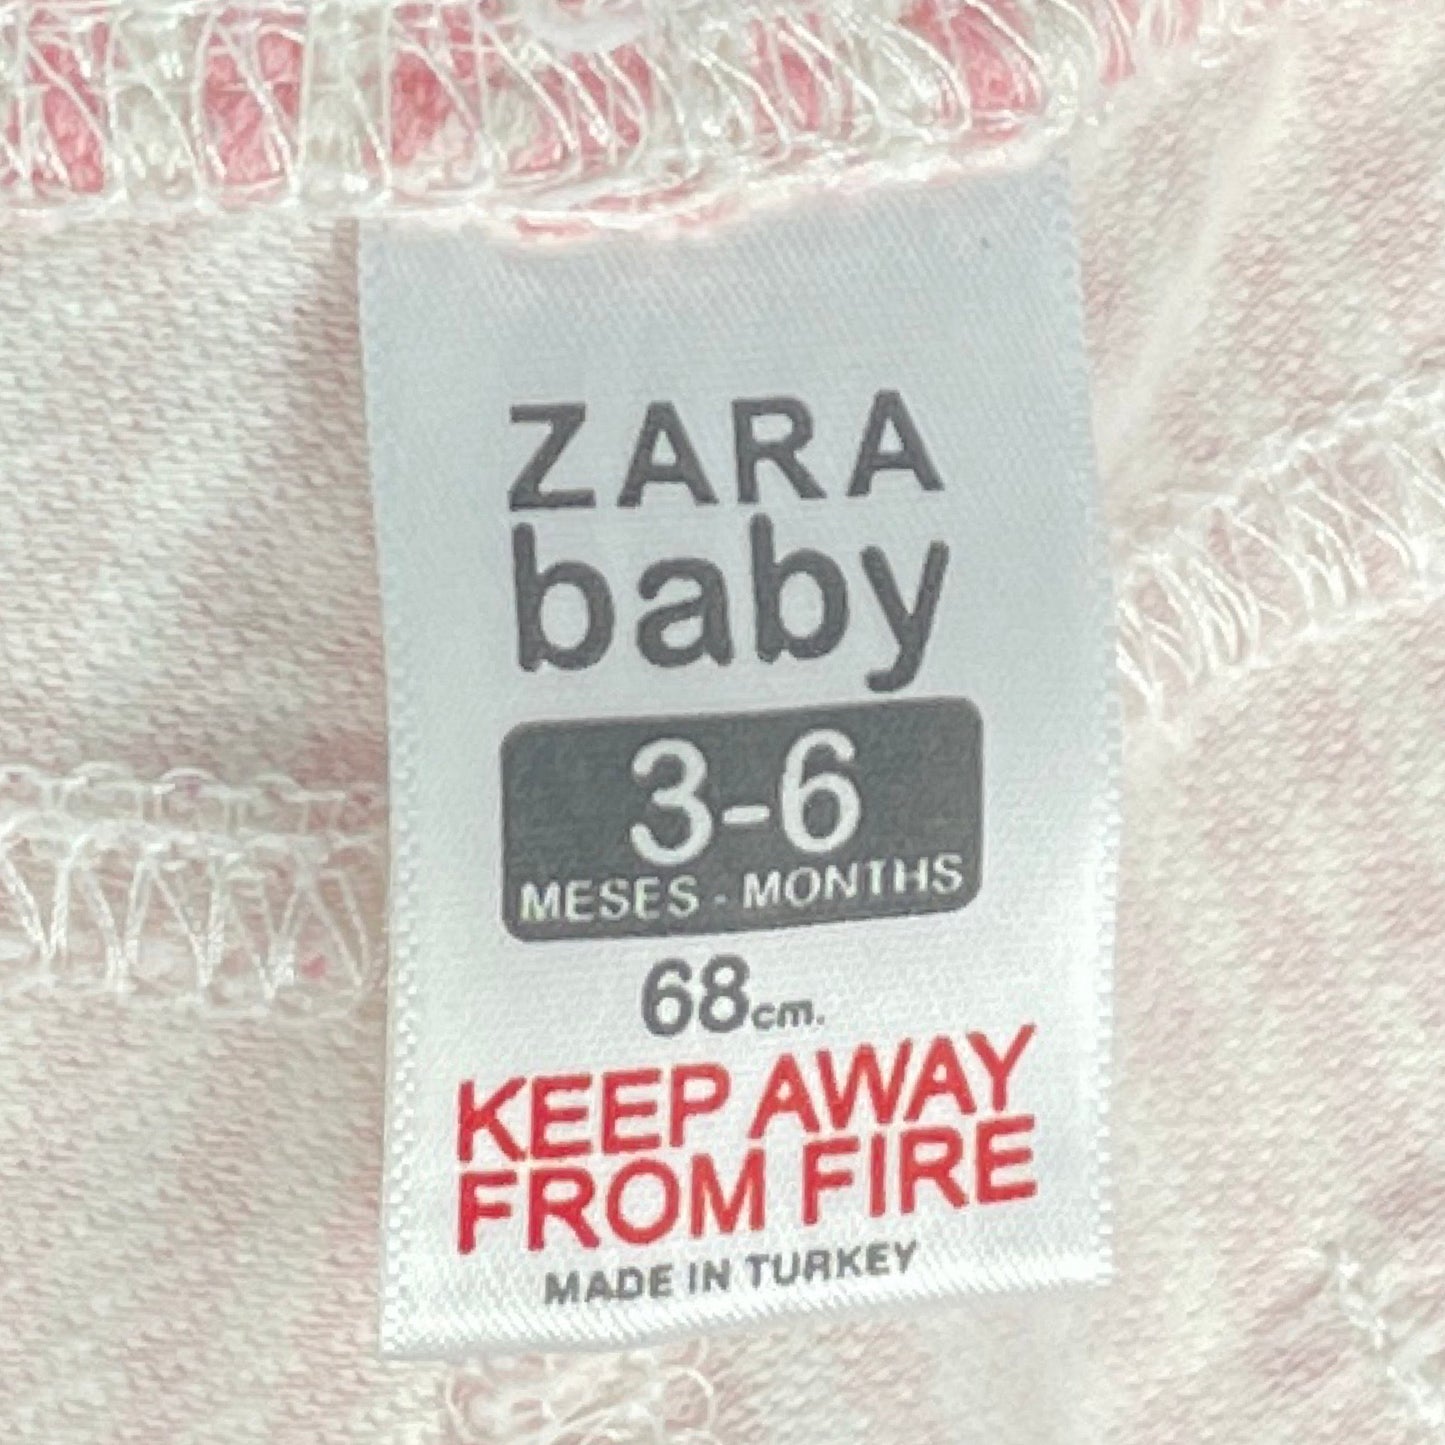 ZARA
baby
3-6
MESES - MONTHS
68cm.
KEEP AWAY
FROM FIRE
MADE IN TURKEY